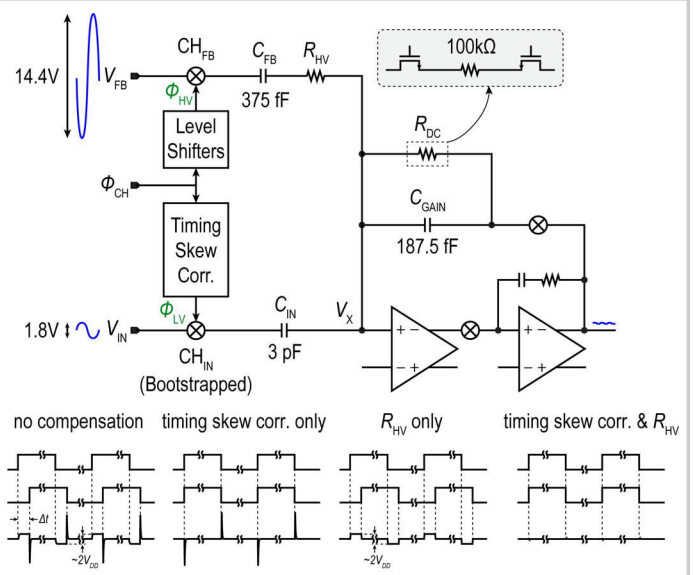 14.4V
V_FB
CH_FB
C_FB
375 fF
R_HV
100kΩ
Φ_HV
Level
Shifters
R_DC
Φ_CH
Timing
Skew
Corr.
C_GAIN
187.5 fF
Φ_LV
1.8V
V_IN
CH_IN
(Bootstrapped)
C_IN
3 pF
V_X
+ −
− +
+ −
− +
no compensation
timing skew corr. only
R_HV only
timing skew corr. & R_HV
Δt
~2V_DD
~2V_DD